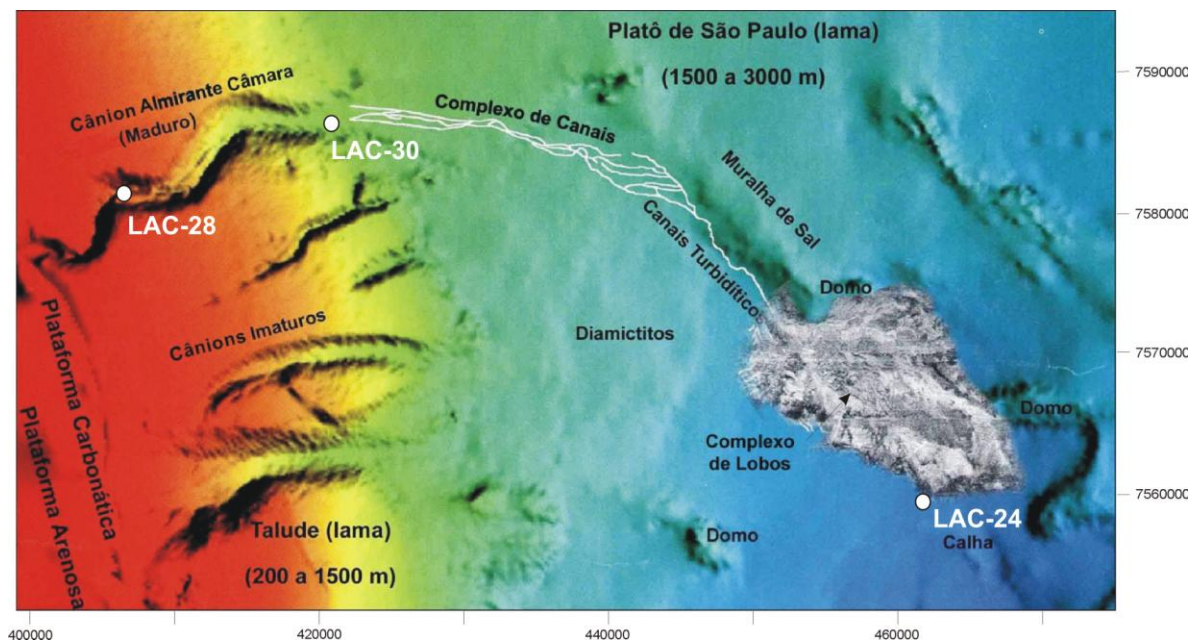 Platô de São Paulo (lama)
(1500 a 3000 m)
7590000
Cânion Almirante Câmara
(Maduro)
Complexo de Canais
LAC-30
Muralha de Sal
LAC-28
7580000
Canais Turbidítico
Domo
Plataforma Carbonática
Cânions Imaturos
Diamictitos
7570000
Domo
Plataforma Arenosa
Complexo
de Lobos
7560000
LAC-24
Talude (lama)
Domo
Calha
(200 a 1500 m)
400000
420000
440000
460000